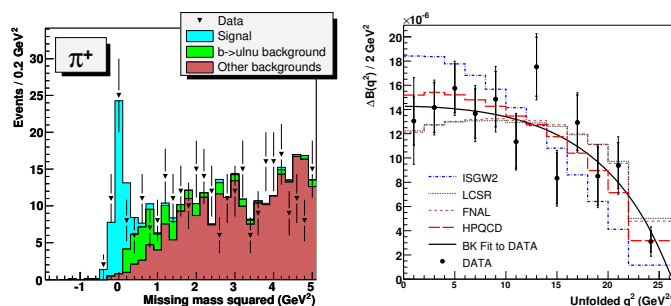 Data
Signal
b->ulnu background
Other backgrounds
π+
Events / 0.2 GeV²
30
25
20
15
10
5
0
-1 0 1 2 3 4 5
Missing mass squared (GeV²)
×10⁻⁶
ΔB(q²) / 2 GeV²
20
18
16
14
12
10
8
6
4
2
0
ISGW2
LCSR
FNAL
HPQCD
BK Fit to DATA
DATA
0 5 10 15 20 25
Unfolded q² (GeV²)